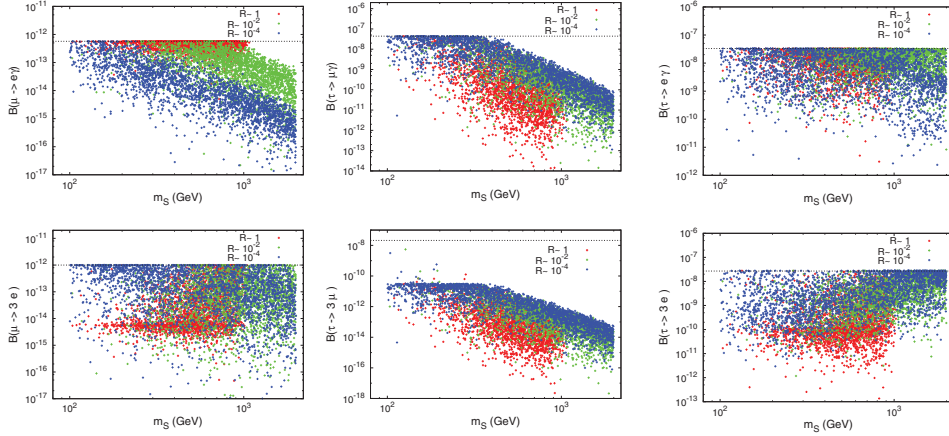 B(μ -> eγ)
10⁻¹¹
10⁻¹²
10⁻¹³
10⁻¹⁴
10⁻¹⁵
10⁻¹⁶
10⁻¹⁷
R~ 1
R~ 10⁻²
R~ 10⁻⁴
10² 10³
m_S (GeV)
B(τ -> μγ)
10⁻⁶
10⁻⁷
10⁻⁸
10⁻⁹
10⁻¹⁰
10⁻¹¹
10⁻¹²
10⁻¹³
10⁻¹⁴
R~ 1
R~ 10⁻²
R~ 10⁻⁴
10² 10³
m_S (GeV)
B(τ -> e γ)
10⁻⁶
10⁻⁷
10⁻⁸
10⁻⁹
10⁻¹⁰
10⁻¹¹
10⁻¹²
R~ 1
R~ 10⁻²
R~ 10⁻⁴
10² 10³
m_S (GeV)
B(μ -> 3 e)
10⁻¹¹
10⁻¹²
10⁻¹³
10⁻¹⁴
10⁻¹⁵
10⁻¹⁶
10⁻¹⁷
R~ 1
R~ 10⁻²
R~ 10⁻⁴
10² 10³
m_S (GeV)
B(τ -> 3 μ)
10⁻⁸
10⁻¹⁰
10⁻¹²
10⁻¹⁴
10⁻¹⁶
10⁻¹⁸
R~ 1
R~ 10⁻²
R~ 10⁻⁴
10² 10³
m_S (GeV)
B(τ -> 3 e)
10⁻⁶
10⁻⁷
10⁻⁸
10⁻⁹
10⁻¹⁰
10⁻¹¹
10⁻¹²
10⁻¹³
R~ 1
R~ 10⁻²
R~ 10⁻⁴
10² 10³
m_S (GeV)